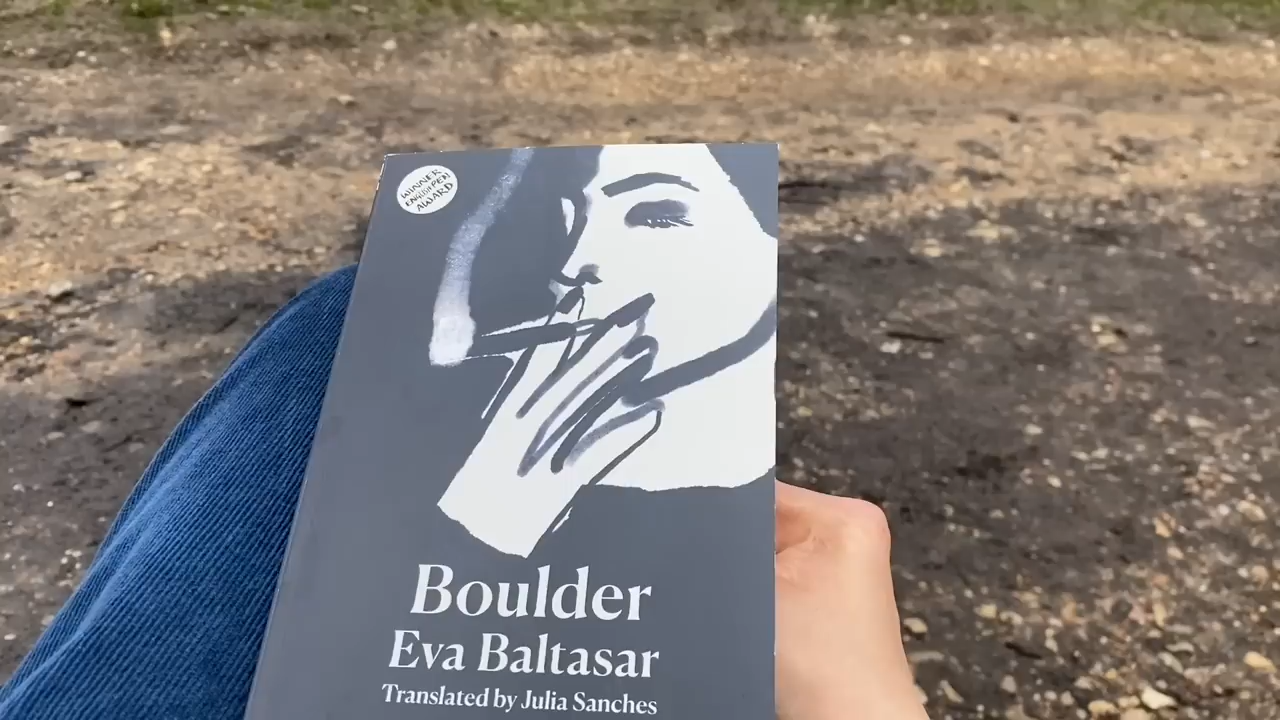 WINNER
ENGLISH PEN
AWARD
Boulder
Eva Baltasar
Translated by Julia Sanches